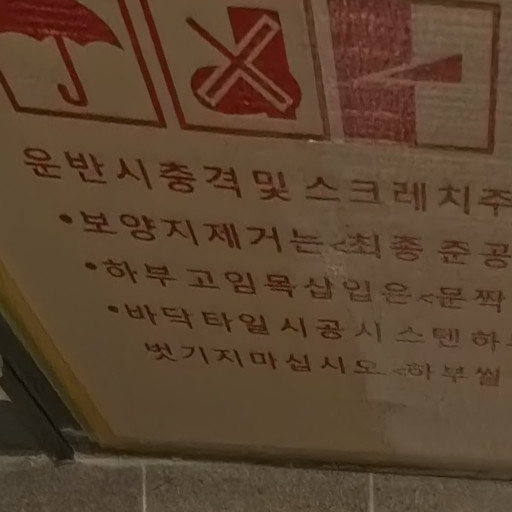 운반시충격및 스크레치주
•보양지제거는<최종 준공
•하부고임목삽입은<문짝
•바닥타일시공시 스텐하
벗기지마십시오<하부씰